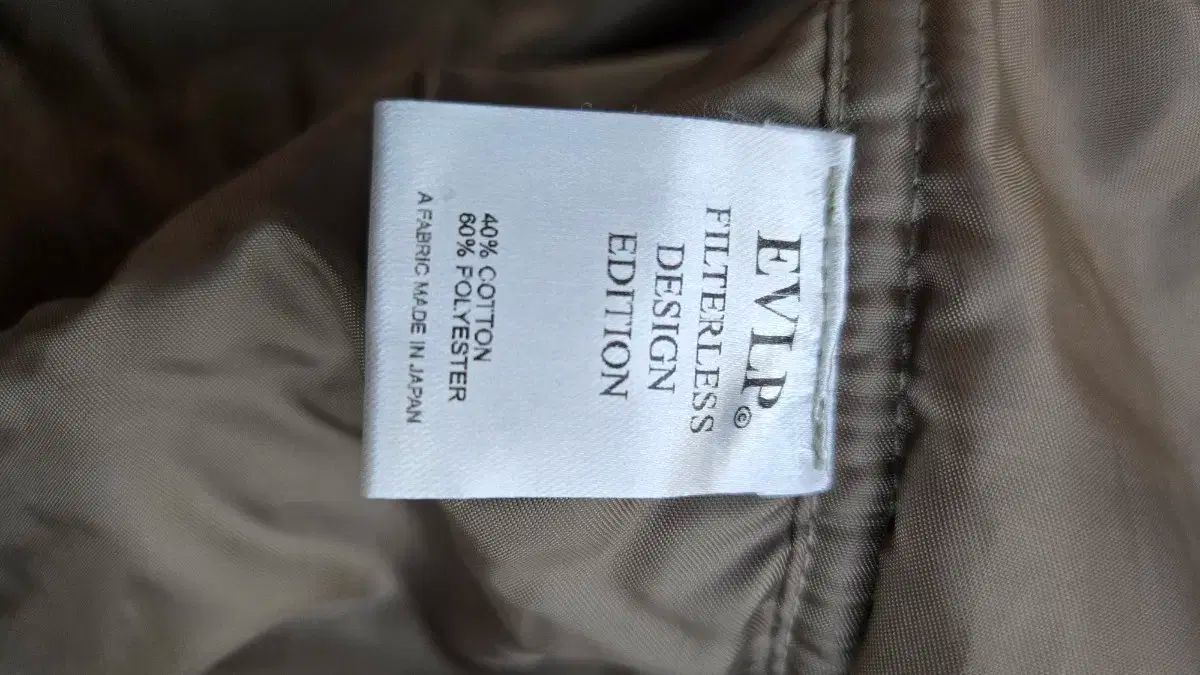 EVLP©
FILTERLESS
DESIGN
EDITION
40% COTTON
60% POLYESTER
A FABRIC MADE IN JAPAN